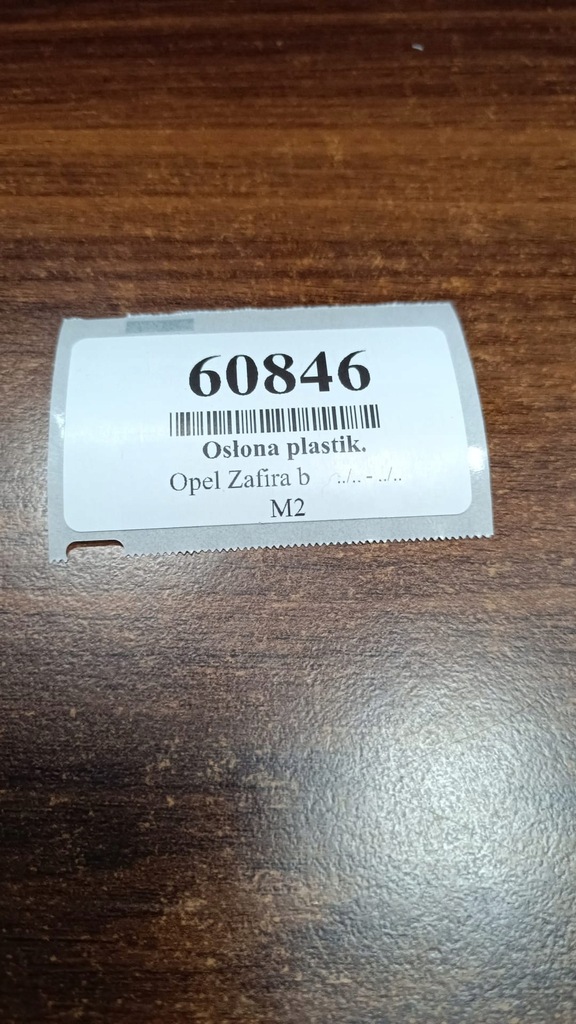 60846
Osłona plastik.
Opel Zafira b ../.. - ../..
M2